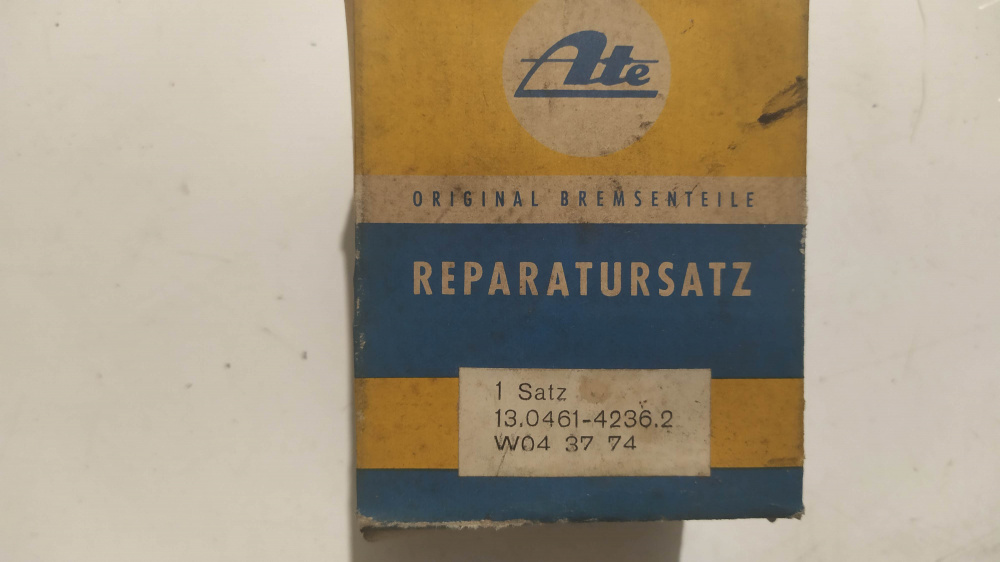 Ate
ORIGINAL BREMSENTEILE
REPARATURSATZ
1 Satz
13.0461-4236.2
W04 37 74